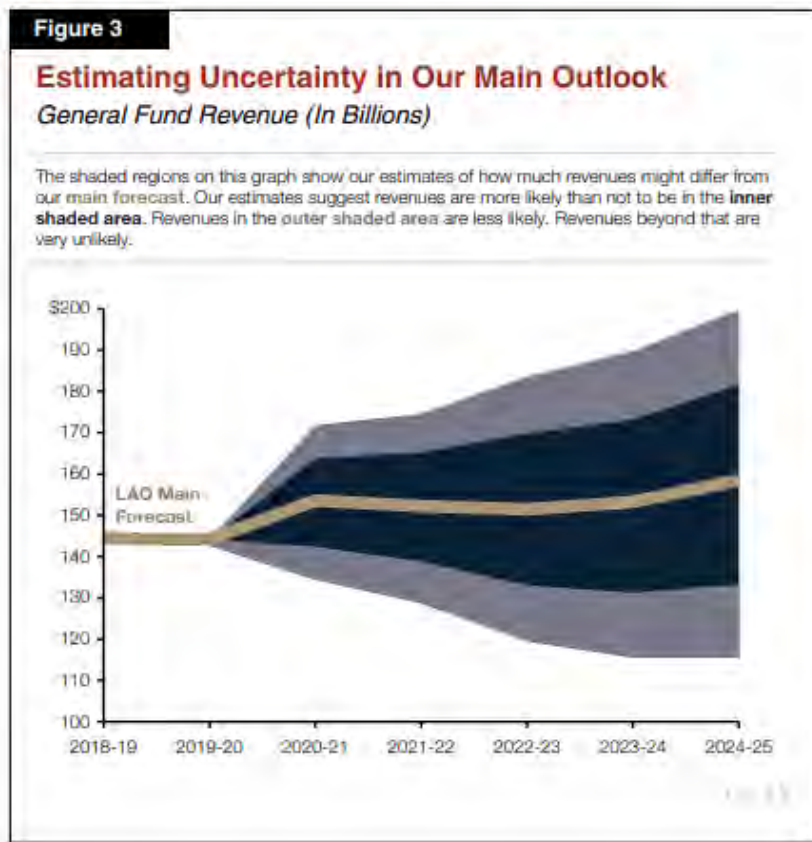 Figure 3
Estimating Uncertainty in Our Main Outlook
General Fund Revenue (In Billions)
The shaded regions on this graph show our estimates of how much revenues might differ from
our main forecast. Our estimates suggest revenues are more likely than not to be in the inner
shaded area. Revenues in the outer shaded area are less likely. Revenues beyond that are
very unlikely.
$200
190
180
170
160
LAO Main
Forecast
150
140
130
120
110
100
2018-19 2019-20 2020-21 2021-22 2022-23 2023-24 2024-25